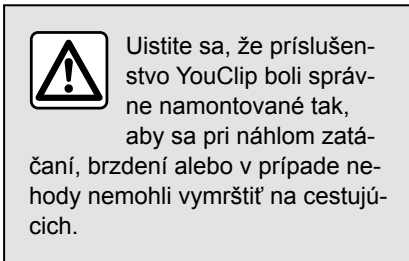 Uistite sa, že príslušen-
stvo YouClip boli správ-
ne namontované tak,
aby sa pri náhlom zatá-
čaní, brzdení alebo v prípade ne-
hody nemohli vymrštiť na cestujú-
cich.